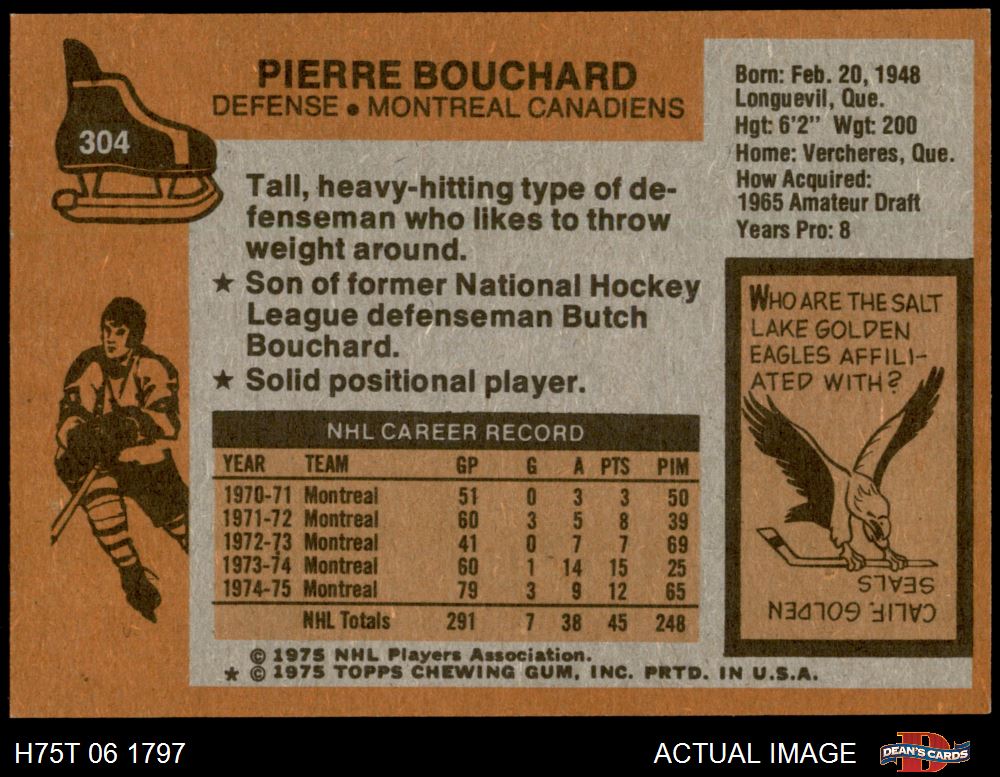 304
PIERRE BOUCHARD
DEFENSE • MONTREAL CANADIENS
Born: Feb. 20, 1948
Longuevil, Que.
Hgt: 6'2" Wgt: 200
Home: Vercheres, Que.
How Acquired:
1965 Amateur Draft
Years Pro: 8
Tall, heavy-hitting type of de-
fenseman who likes to throw
weight around.
★ Son of former National Hockey
League defenseman Butch
Bouchard.
★ Solid positional player.
NHL CAREER RECORD
YEAR TEAM GP G A PTS PIM
1970-71 Montreal 51 0 3 3 50
1971-72 Montreal 60 3 5 8 39
1972-73 Montreal 41 0 7 7 69
1973-74 Montreal 60 1 14 15 25
1974-75 Montreal 79 3 9 12 65
NHL Totals 291 7 38 45 248
WHO ARE THE SALT
LAKE GOLDEN
EAGLES AFFILI-
ATED WITH?
CALIF. GOLDEN
SEALS
© 1975 NHL Players Association.
★ © 1975 TOPPS CHEWING GUM, INC. PRTD. IN U.S.A.
H75T 06 1797
ACTUAL IMAGE
DEAN'S CARDS